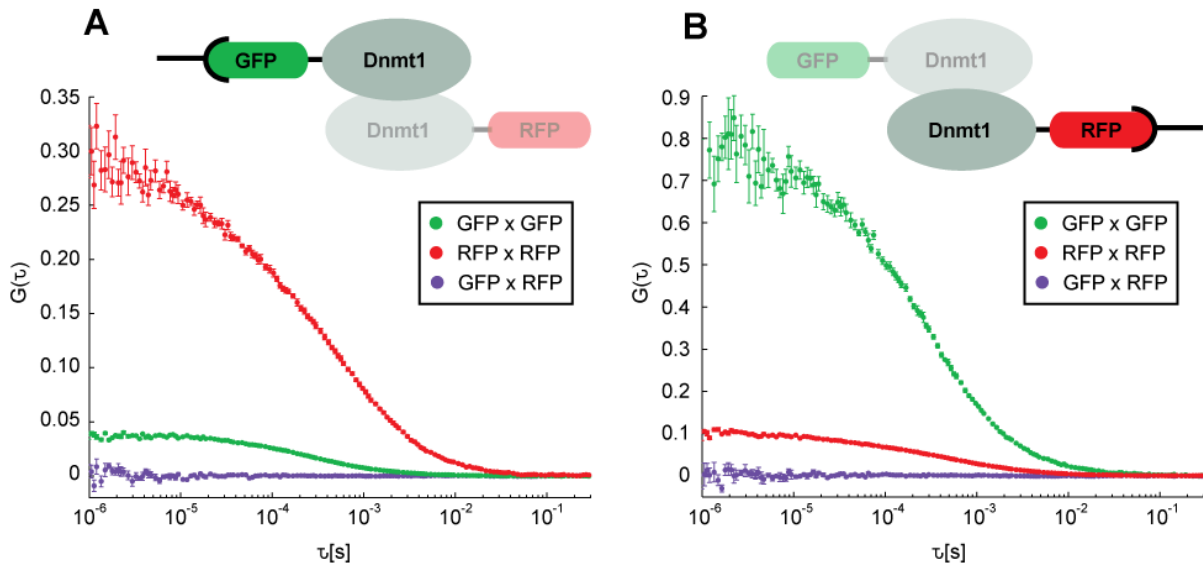 A
GFP
Dnmt1
Dnmt1
RFP
0.35
0.30
0.25
0.20
0.15
0.10
0.05
0
G(τ)
GFP x GFP
RFP x RFP
GFP x RFP
10^-6
10^-5
10^-4
10^-3
10^-2
10^-1
τ[s]
B
GFP
Dnmt1
Dnmt1
RFP
0.9
0.8
0.7
0.6
0.5
0.4
0.3
0.2
0.1
0
G(τ)
GFP x GFP
RFP x RFP
GFP x RFP
10^-6
10^-5
10^-4
10^-3
10^-2
10^-1
τ[s]